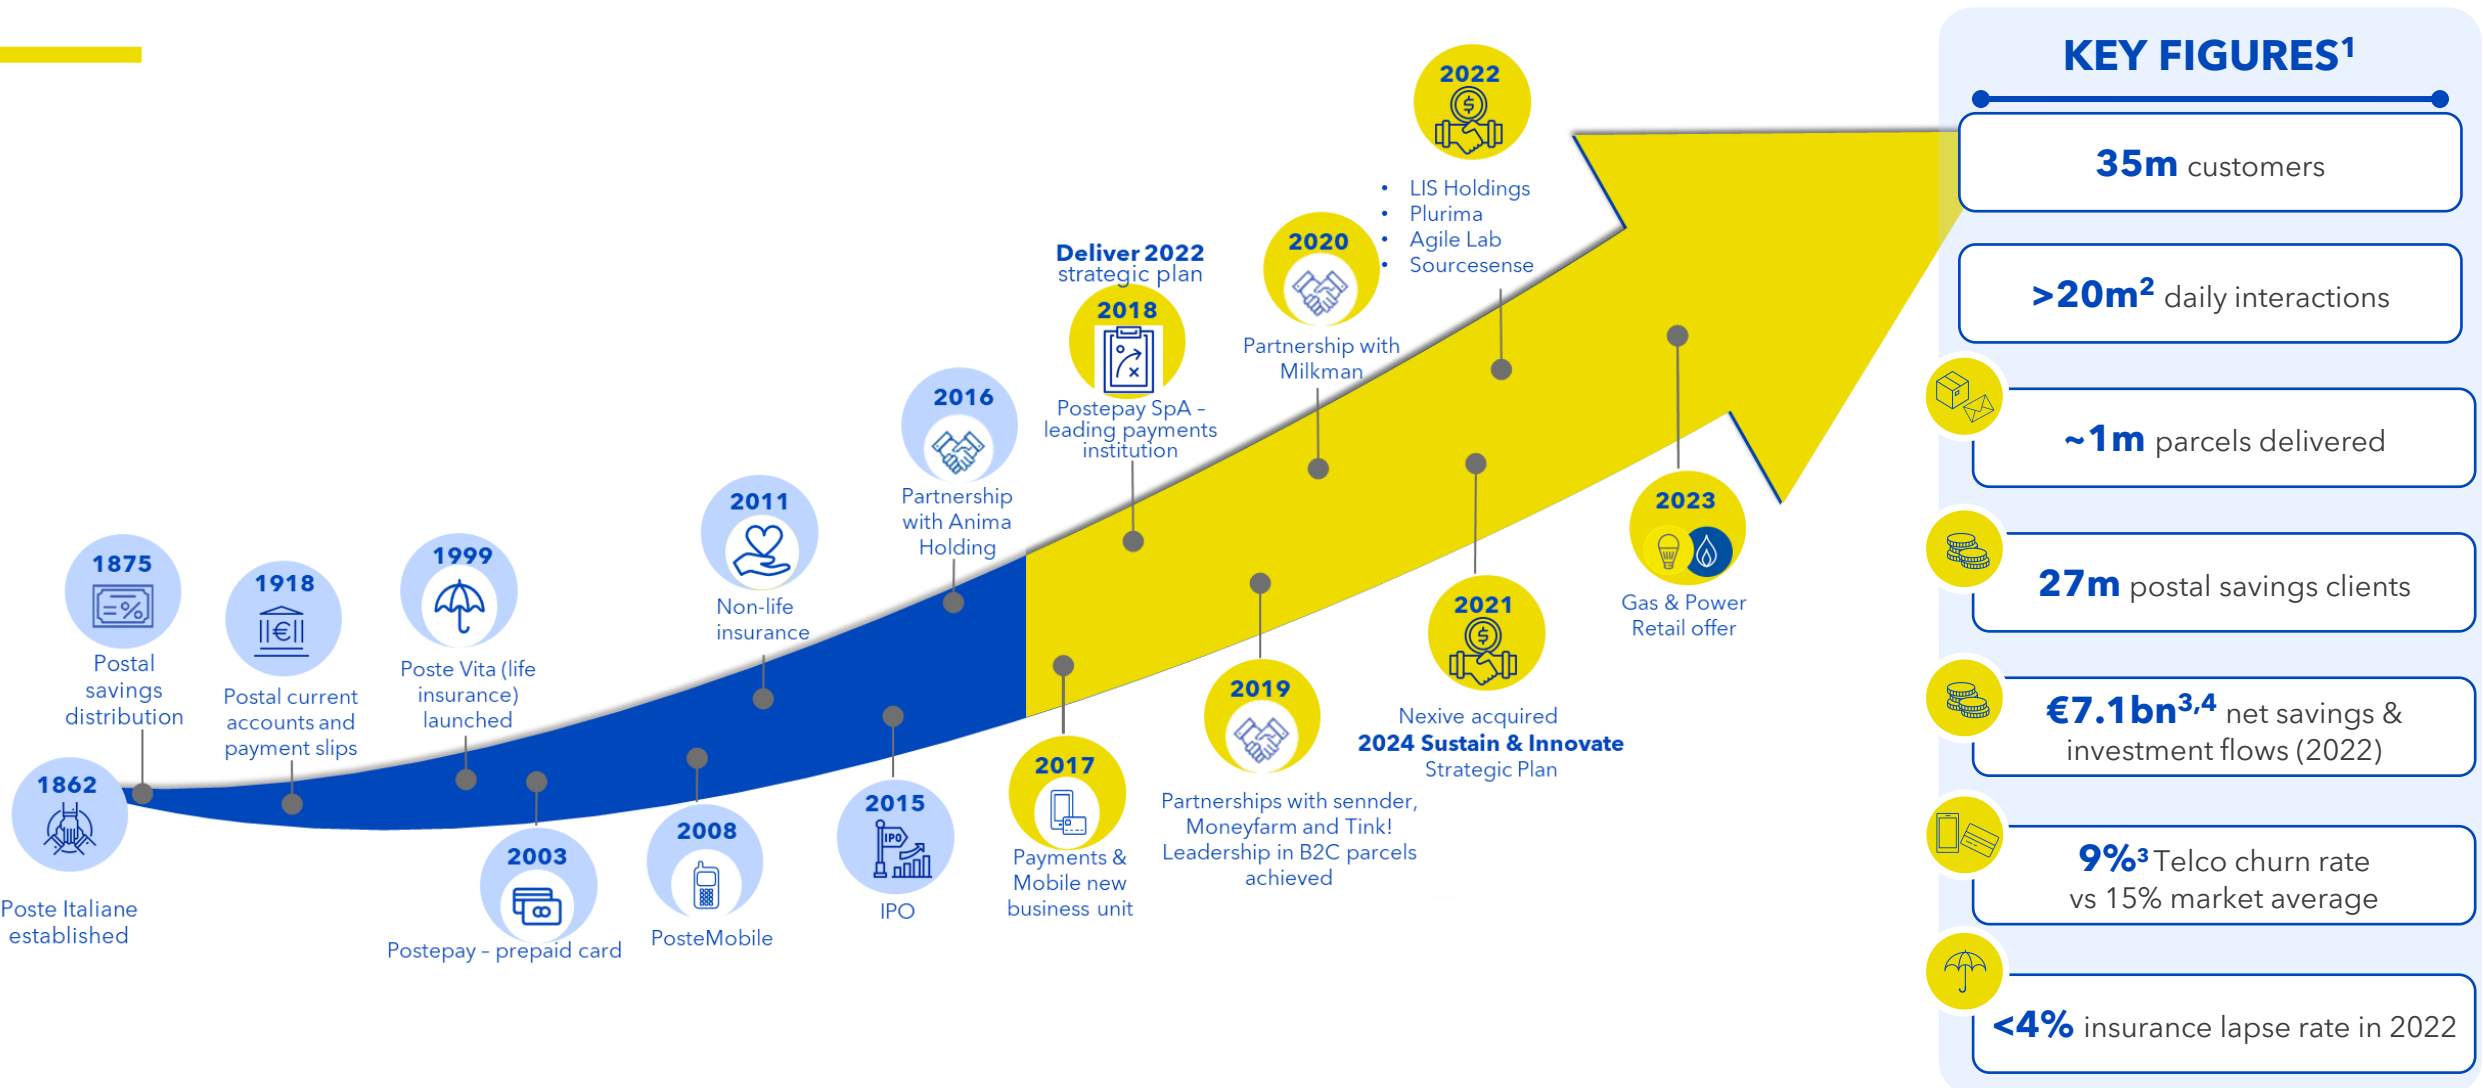 1862
Poste Italiane
established
1875
Postal
savings
distribution
1918
Postal current
accounts and
payment slips
1999
Poste Vita (life
insurance)
launched
2003
Postepay – prepaid card
2008
PosteMobile
2011
Non-life
insurance
2015
IPO
IPO
2016
Partnership
with Anima
Holding
2017
Payments &
Mobile new
business unit
Deliver 2022
strategic plan
2018
Postepay SpA –
leading payments
institution
2019
Partnerships with sennder,
Moneyfarm and Tink!
Leadership in B2C parcels
achieved
2020
Partnership with
Milkman
2021
Nexive acquired
2024 Sustain & Innovate
Strategic Plan
2022
• LIS Holdings
• Plurima
• Agile Lab
• Sourcesense
2023
Gas & Power
Retail offer
KEY FIGURES¹
35m customers
>20m² daily interactions
~1m parcels delivered
27m postal savings clients
€7.1bn³,⁴ net savings &
investment flows (2022)
9%³ Telco churn rate
vs 15% market average
<4% insurance lapse rate in 2022